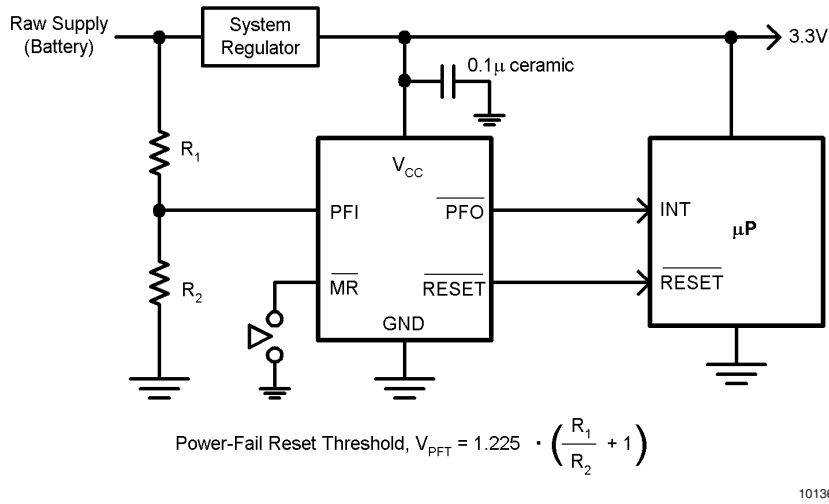 Raw Supply
(Battery)
System
Regulator
3.3V
0.1μ ceramic
R1
VCC
PFI
PFO
INT
μP
R2
MR
RESET
RESET
GND
Power-Fail Reset Threshold, VPFT = 1.225 · (R1/R2 + 1)
10136